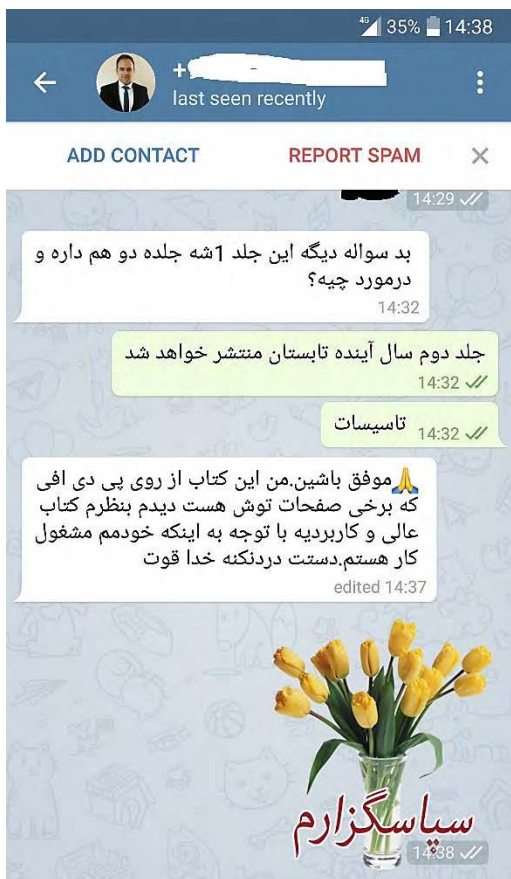 4G 35% 14:38
+
last seen recently
ADD CONTACT REPORT SPAM
14:29
بد سواله دیگه این جلد 1شه جلده دو هم داره و
درمورد چیه؟
14:32
جلد دوم سال آینده تابستان منتشر خواهد شد
14:32
تاسیسات
14:32
🙏موفق باشین.من این کتاب از روی پی دی افی
که برخی صفحات توش هست دیدم بنظرم کتاب
عالی و کاربردیه با توجه به اینکه خودمم مشغول
کار هستم.دستت دردنکنه خدا قوت
edited 14:37
سپاسگزارم
14:38